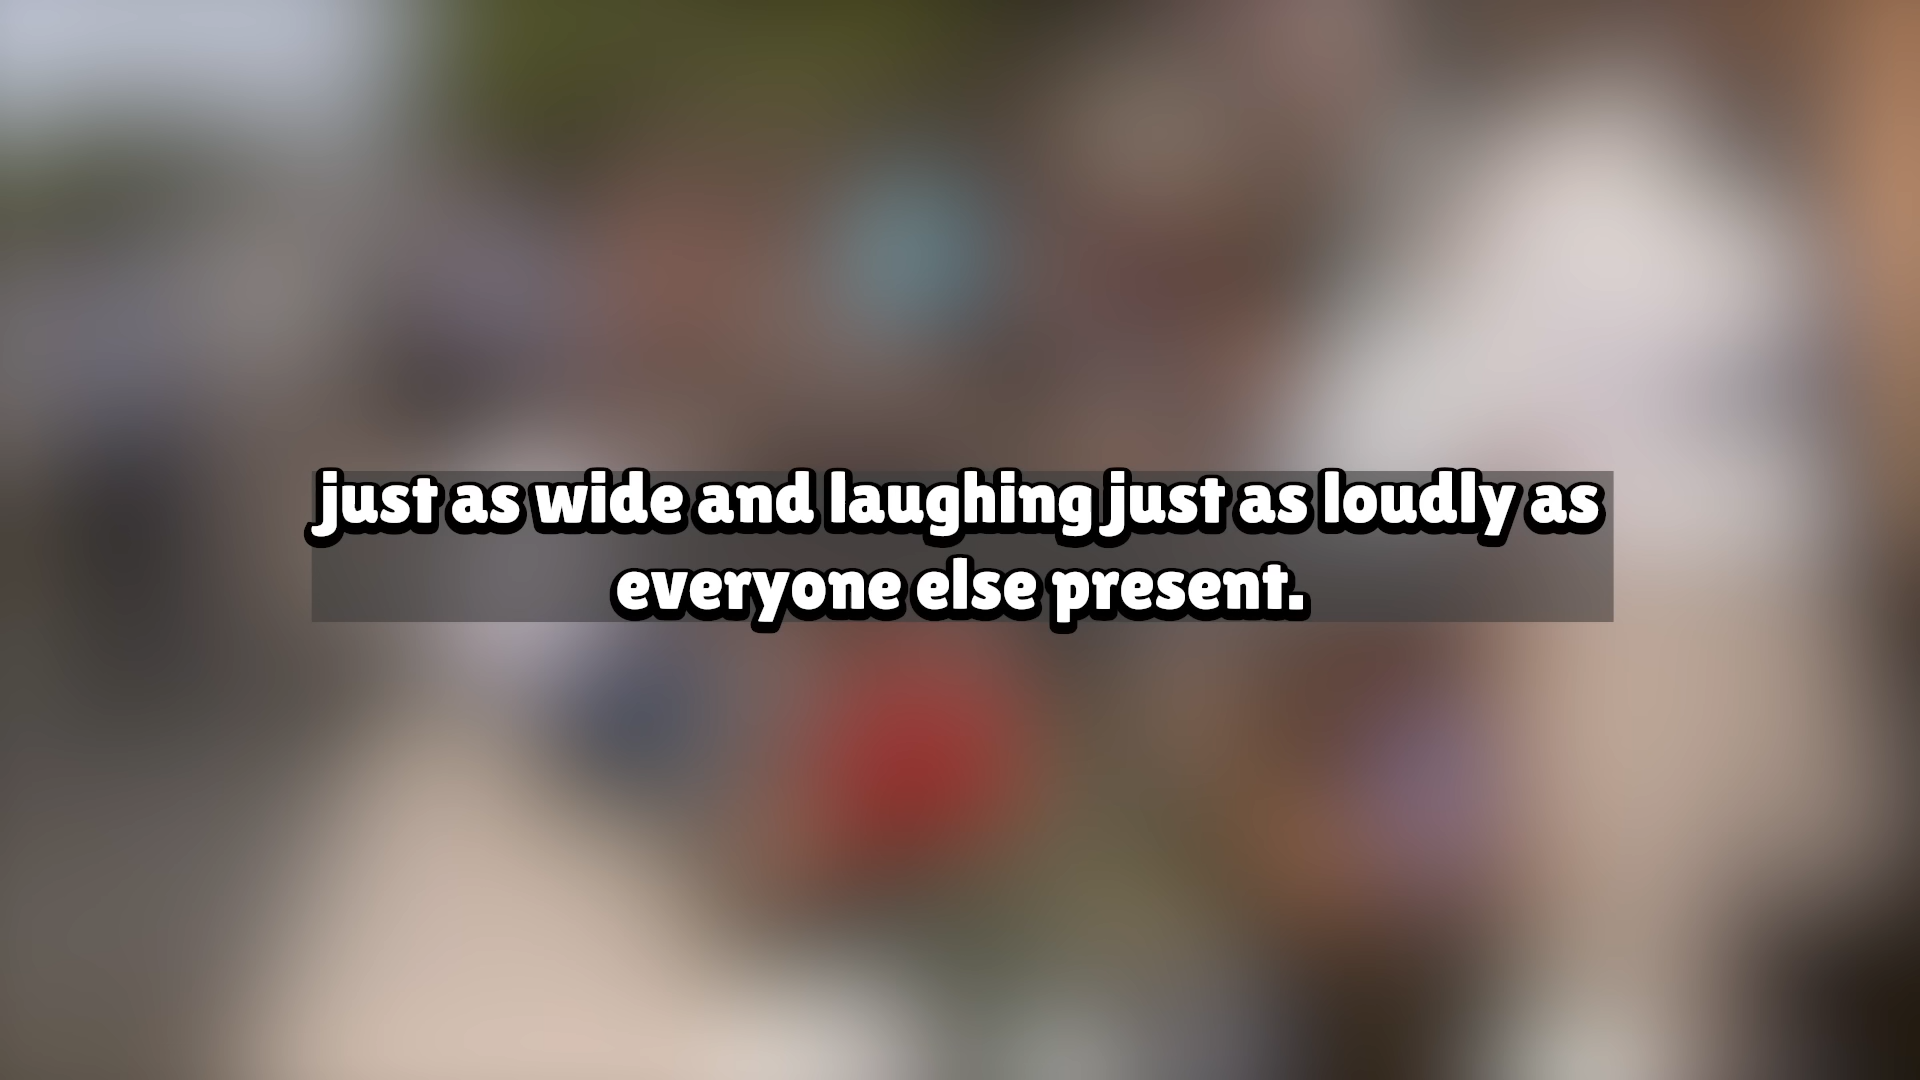 just as wide and laughing just as loudly as
everyone else present.